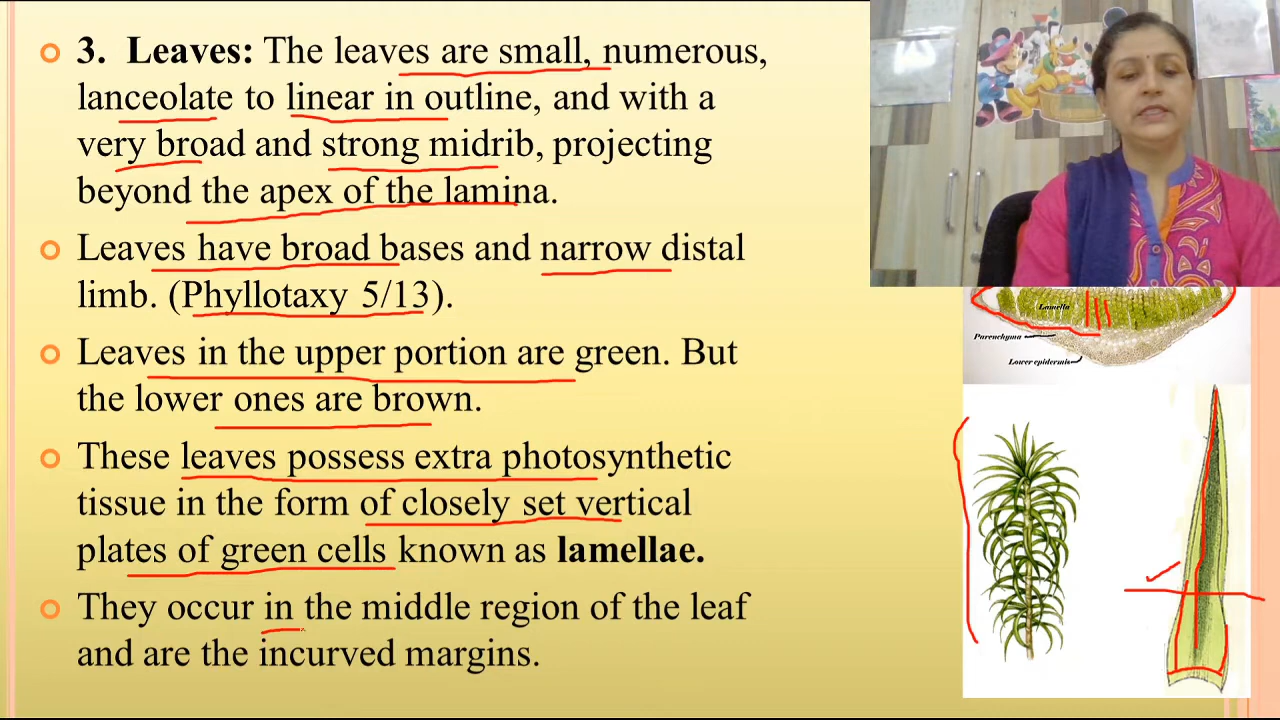 3. Leaves: The leaves are small, numerous,
lanceolate to linear in outline, and with a
very broad and strong midrib, projecting
beyond the apex of the lamina.
Leaves have broad bases and narrow distal
limb. (Phyllotaxy 5/13).
Leaves in the upper portion are green. But
the lower ones are brown.
These leaves possess extra photosynthetic
tissue in the form of closely set vertical
plates of green cells known as lamellae.
They occur in the middle region of the leaf
and are the incurved margins.
Lamella
Parenchyma
Lower epidermis